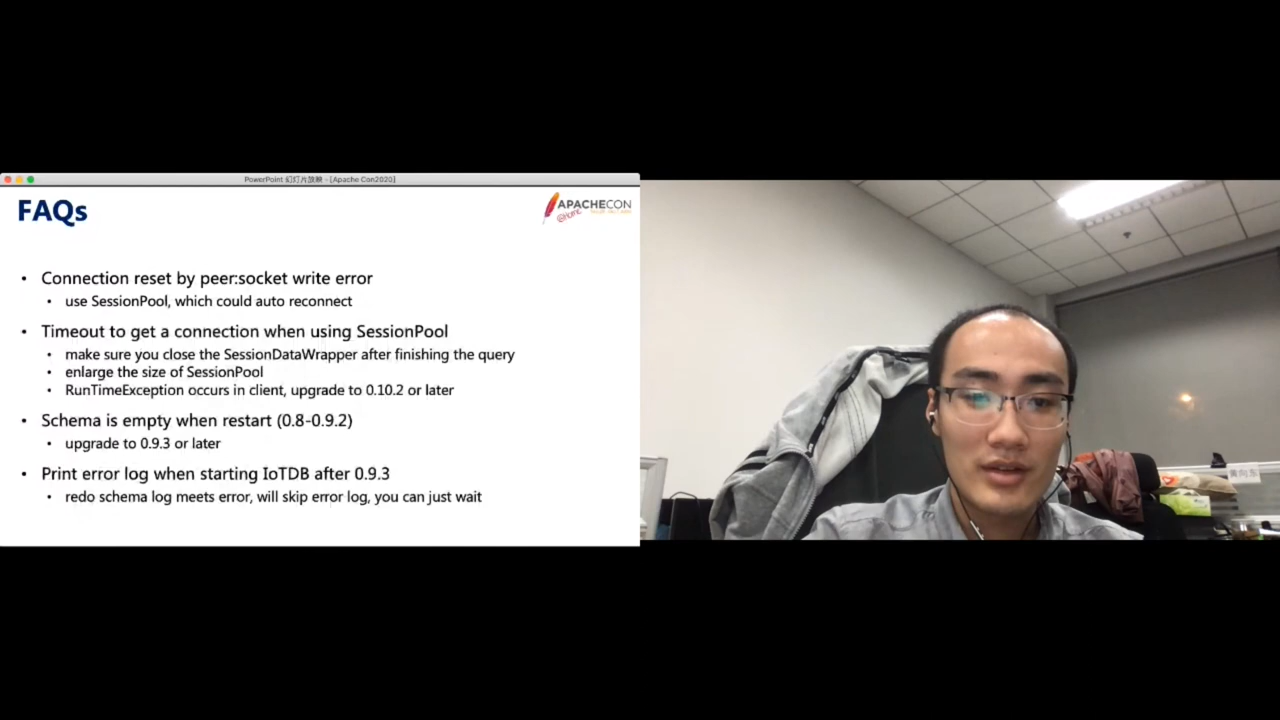 PowerPoint 幻灯片放映 - [Apache Con2020]
FAQs
APACHECON
@Home
• Connection reset by peer:socket write error
• use SessionPool, which could auto reconnect
• Timeout to get a connection when using SessionPool
• make sure you close the SessionDataWrapper after finishing the query
• enlarge the size of SessionPool
• RunTimeException occurs in client, upgrade to 0.10.2 or later
• Schema is empty when restart (0.8-0.9.2)
• upgrade to 0.9.3 or later
• Print error log when starting IoTDB after 0.9.3
• redo schema log meets error, will skip error log, you can just wait